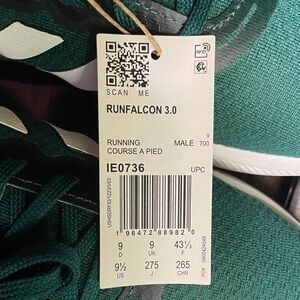 RFID
SCAN ME
RUNFALCON 3.0
9
RUNNING MALE 700
COURSE A PIED
IE0736 UPC
1 96472 88982 0
9 9 43⅓
D UK F
9½ 275 265
US J CHN